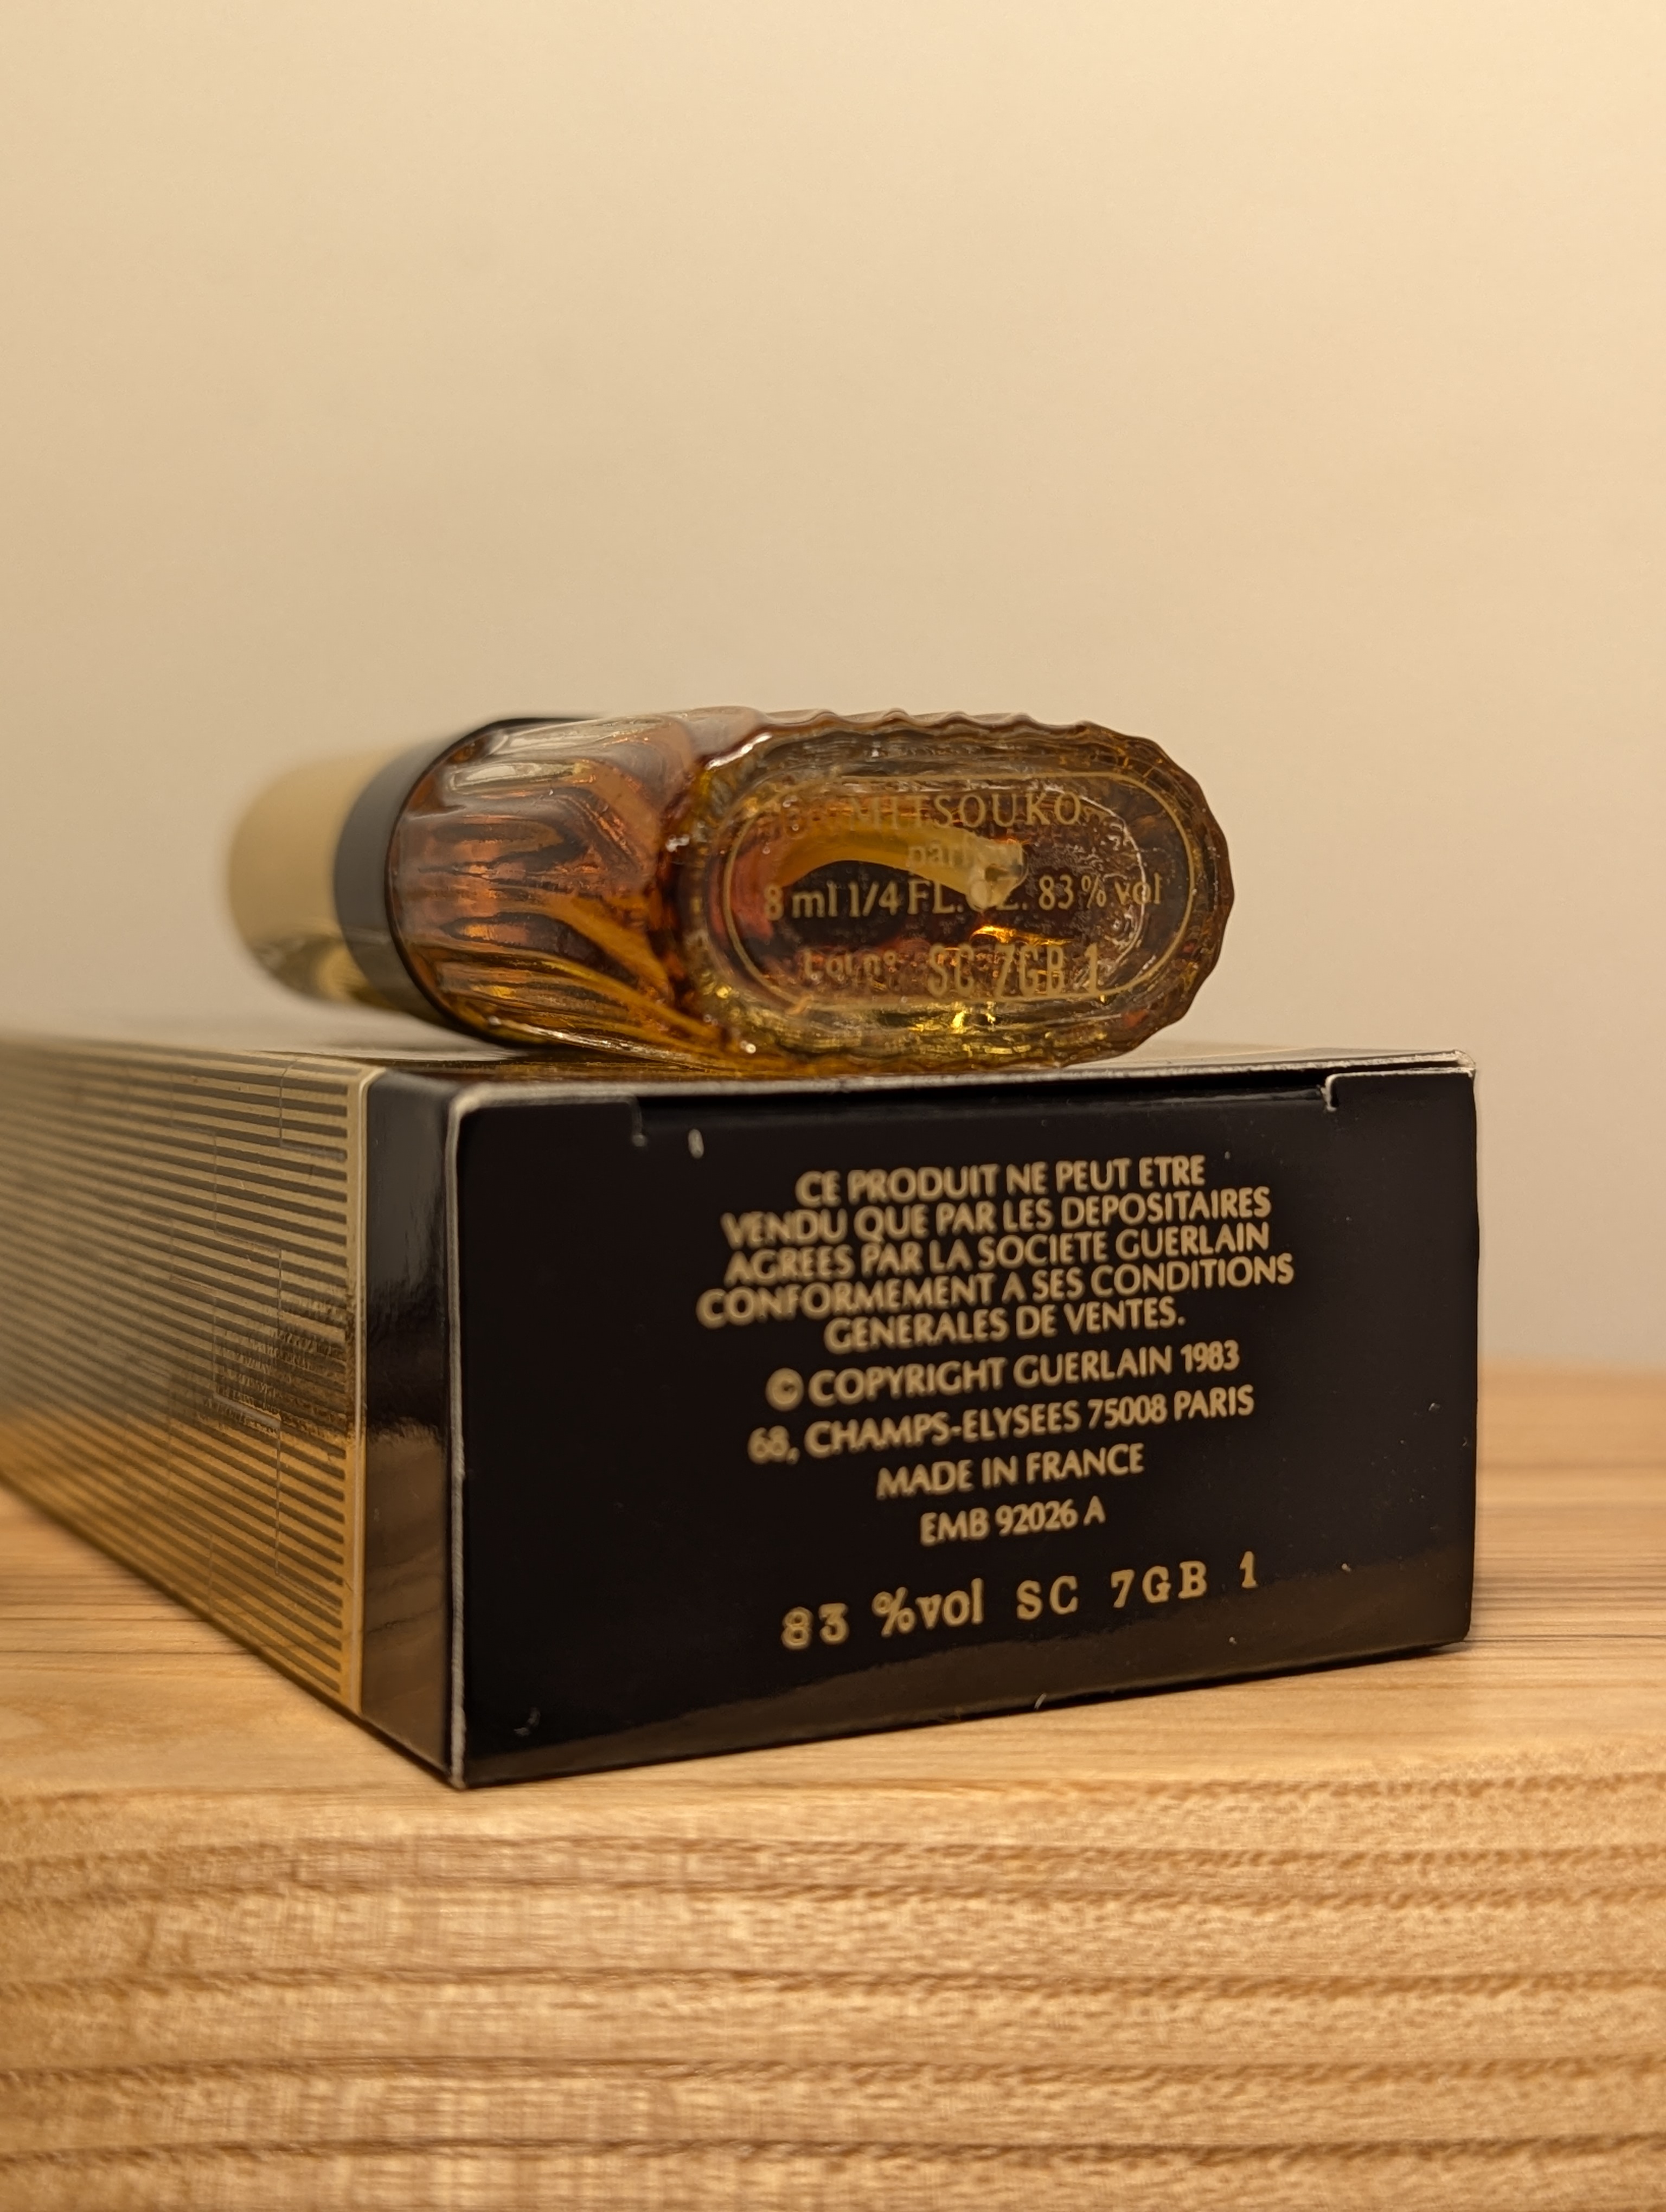 MITSOUKO
parfum
8 ml 1/4 FL. OZ. 83 % vol
Lot n° SC 7GB 1
CE PRODUIT NE PEUT ETRE
VENDU QUE PAR LES DEPOSITAIRES
AGREES PAR LA SOCIETE GUERLAIN
CONFORMEMENT A SES CONDITIONS
GENERALES DE VENTES.
© COPYRIGHT GUERLAIN 1983
68, CHAMPS-ELYSEES 75008 PARIS
MADE IN FRANCE
EMB 92026 A
83 %vol SC 7GB 1